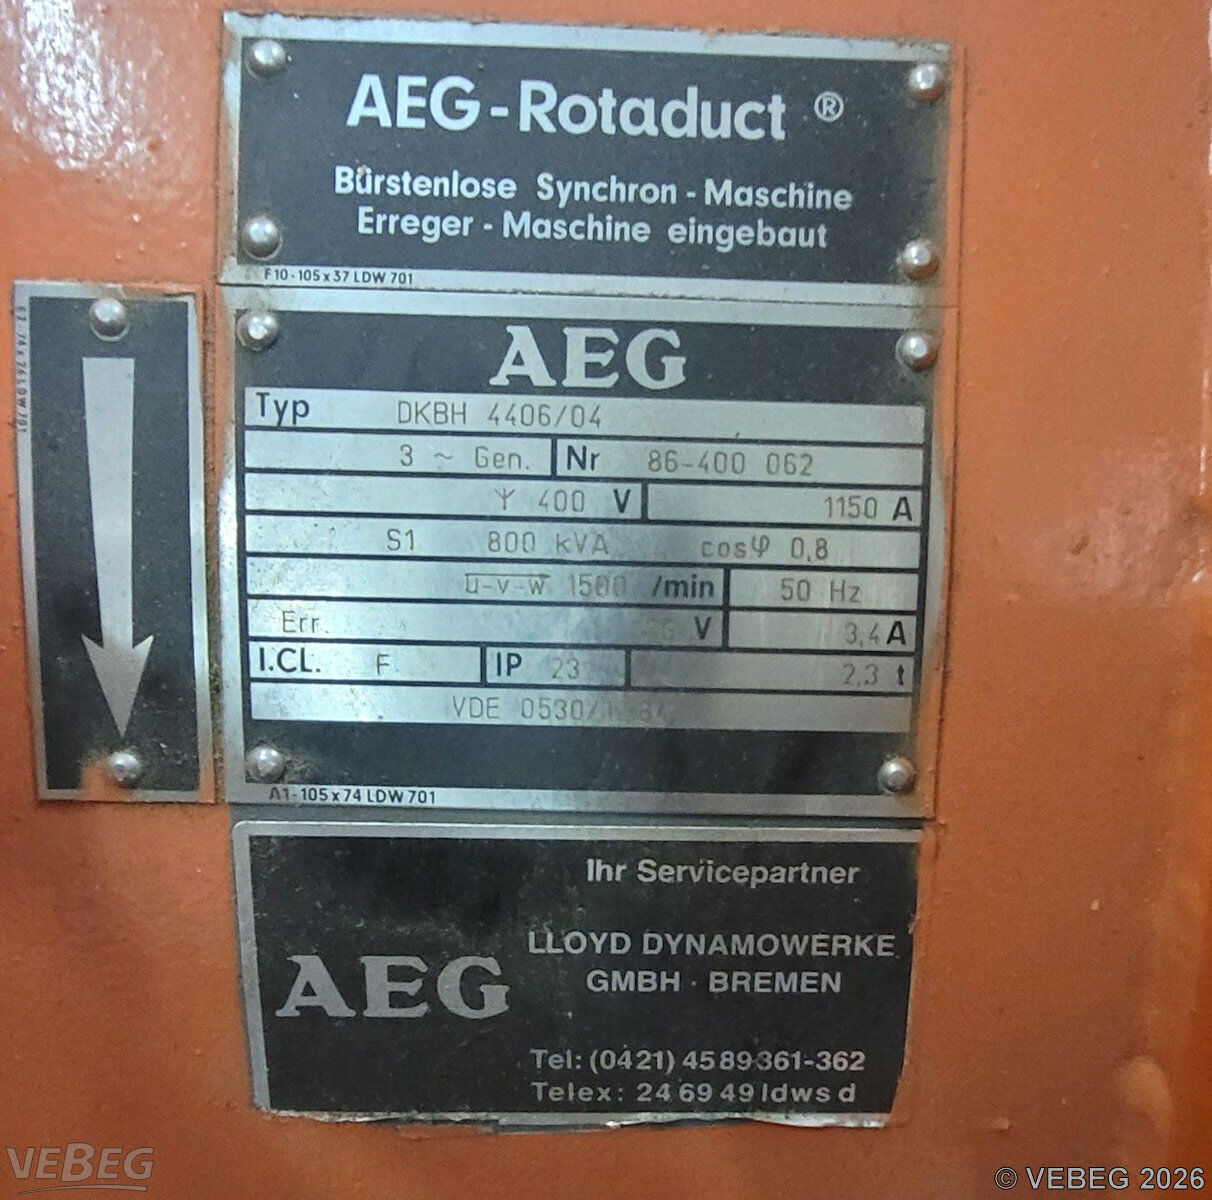 AEG-Rotaduct ®
Bürstenlose Synchron-Maschine
Erreger-Maschine eingebaut
F10-105x37 LDW 701
AEG
Typ DKBH 4406/04
3 ~ Gen. Nr 86-400 062
Y 400 V 1150 A
S1 800 kVA cosφ 0,8
U-V-W 1500 /min 50 Hz
Err. V 3,4 A
I.CL. F IP 23 2,3 t
VDE 0530/
A1-105x74 LDW 701
Ihr Servicepartner
AEG
LLOYD DYNAMOWERKE
GMBH · BREMEN
Tel: (0421) 4589361-362
Telex: 24 69 49 ldws d
VEBEG
© VEBEG 2026